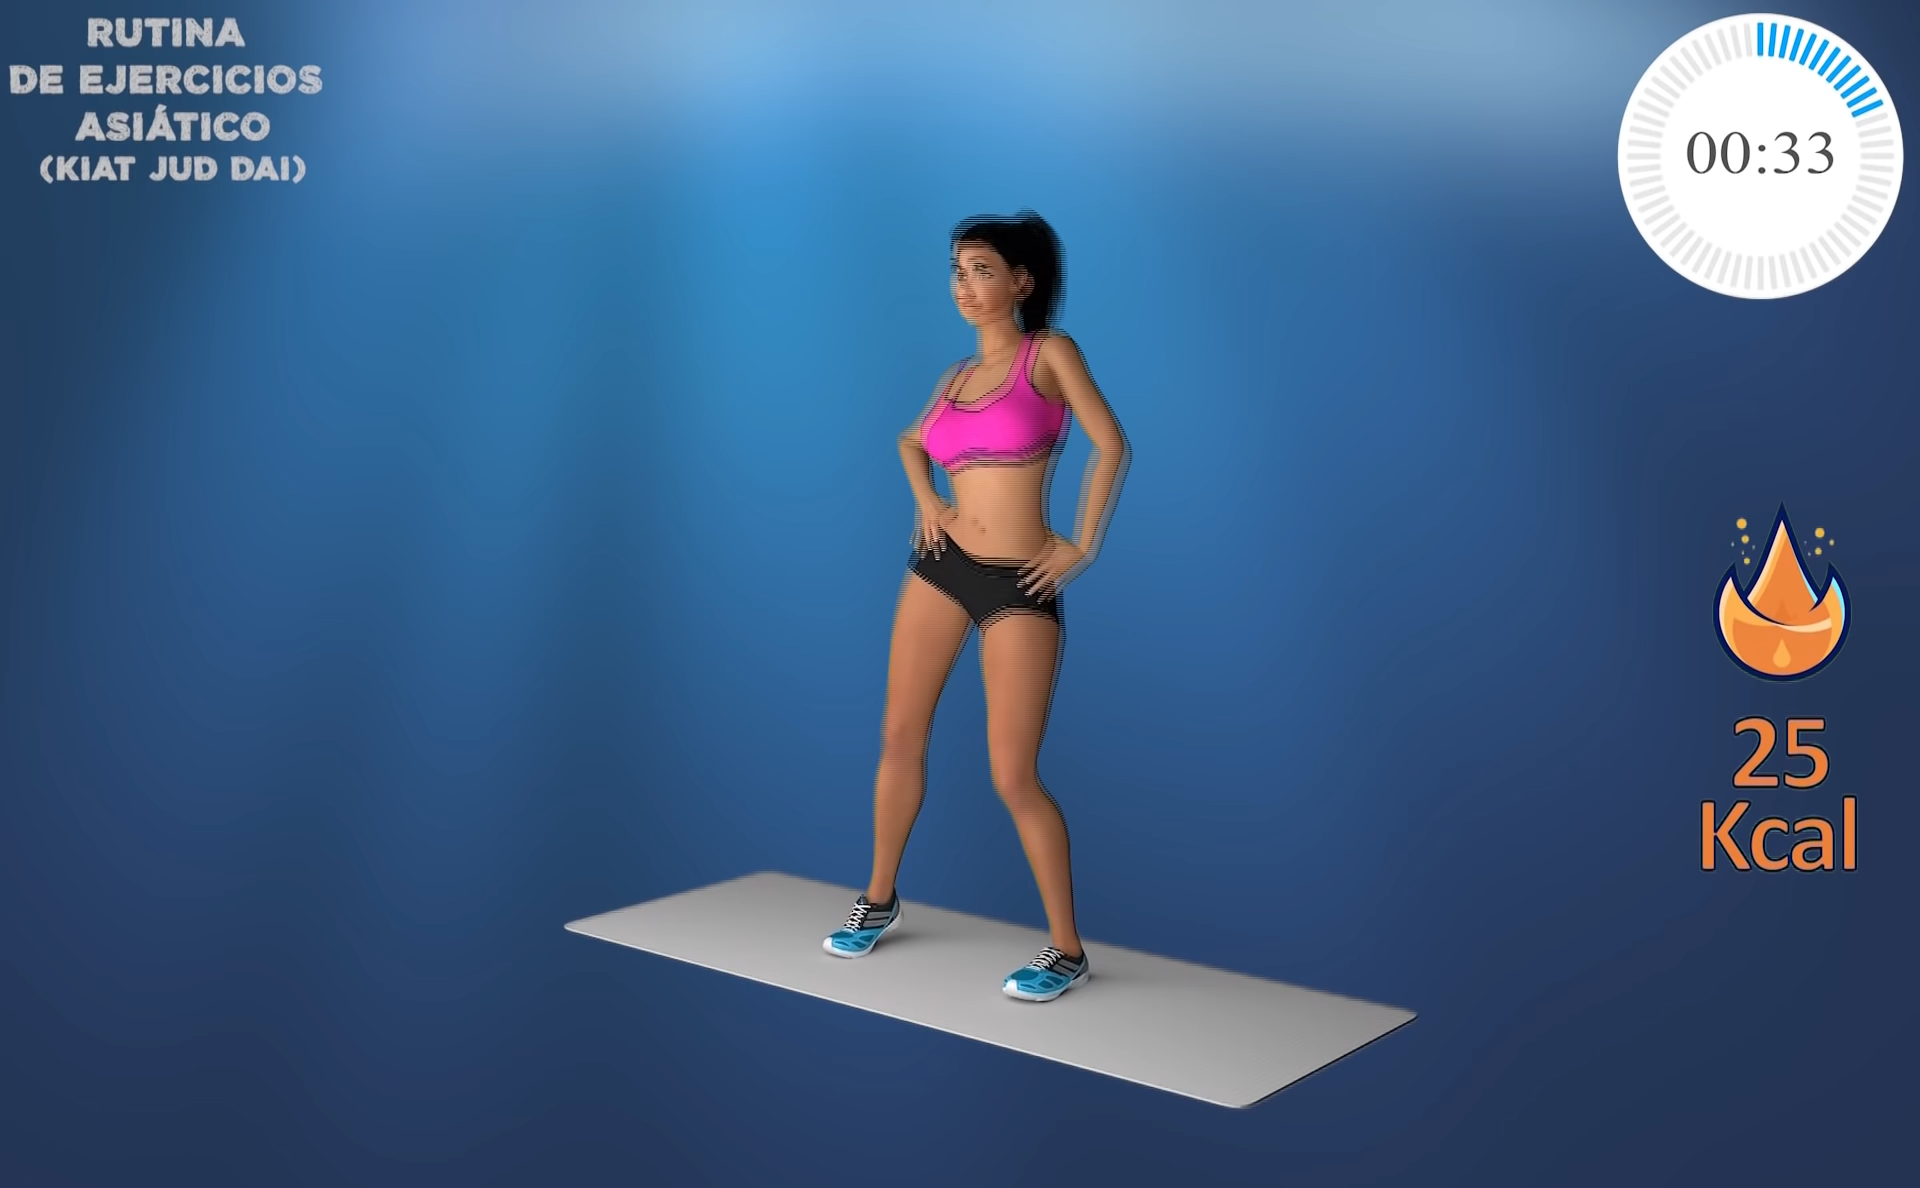 RUTINA
DE EJERCICIOS
ASIÁTICO
(KIAT JUD DAI)
00:33
25
Kcal